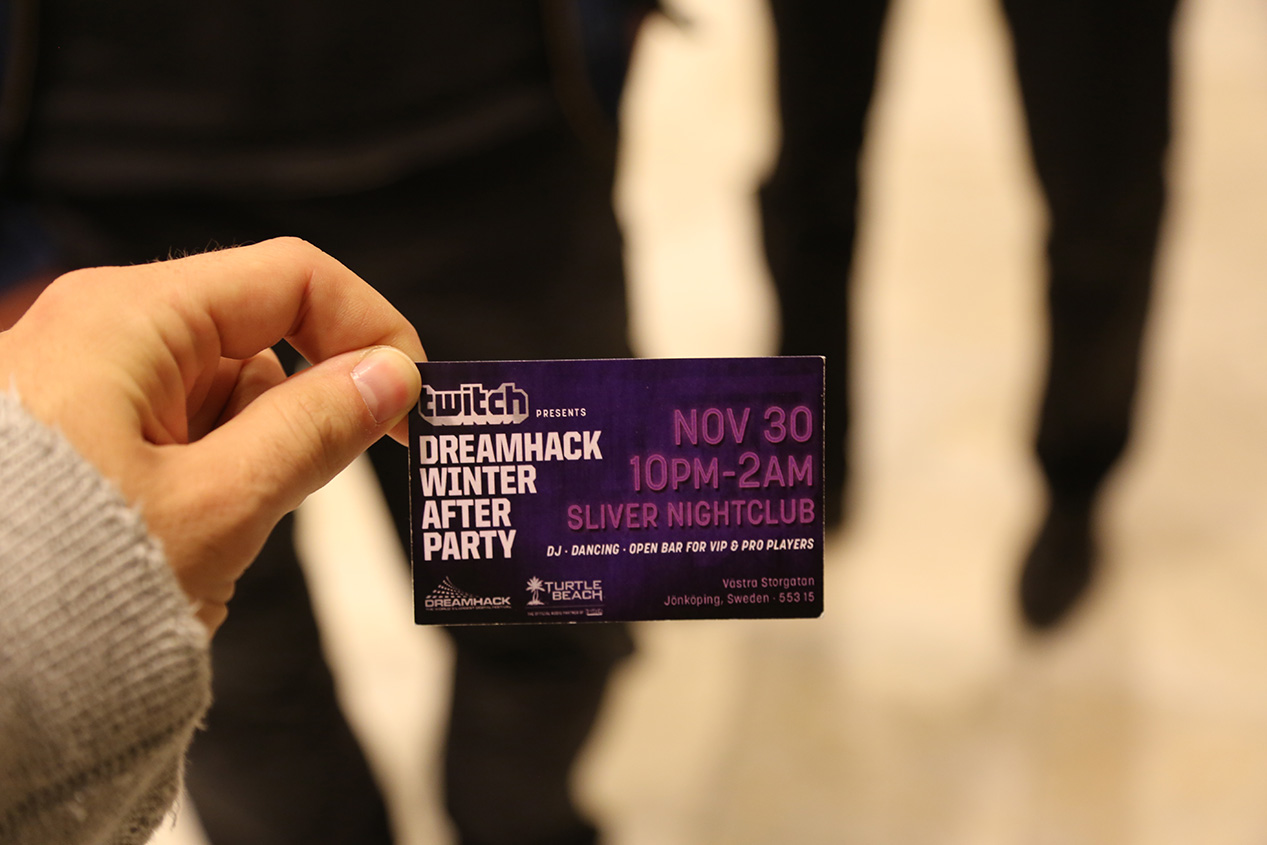 twitch PRESENTS
DREAMHACK
WINTER
AFTER
PARTY
NOV 30
10PM-2AM
SLIVER NIGHTCLUB
DJ · DANCING · OPEN BAR FOR VIP & PRO PLAYERS
DREAMHACK
TURTLE
BEACH
Västra Storgatan
Jönköping, Sweden · 553 15